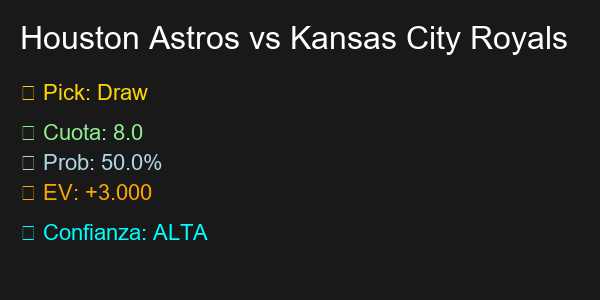 Houston Astros vs Kansas City Royals
Pick: Draw
Cuota: 8.0
Prob: 50.0%
EV: +3.000
Confianza: ALTA